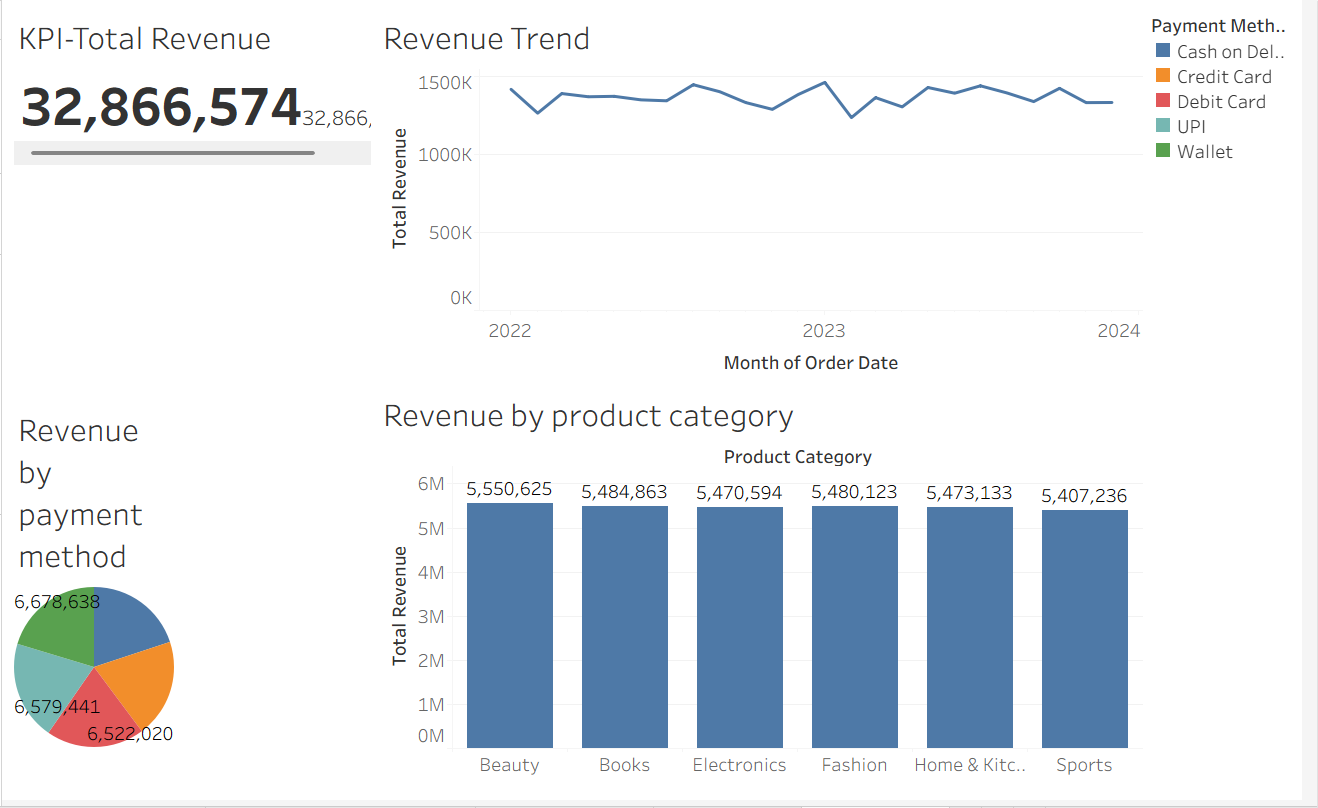 KPI-Total Revenue
32,866,574 32,866,
Revenue Trend
1500K
1000K
500K
0K
Total Revenue
2022 2023 2024
Month of Order Date
Payment Meth..
Cash on Del..
Credit Card
Debit Card
UPI
Wallet
Revenue
by
payment
method
6,678,638
6,579,441
6,522,020
Revenue by product category
Product Category
6M
5M
4M
3M
2M
1M
0M
Total Revenue
5,550,625 5,484,863 5,470,594 5,480,123 5,473,133 5,407,236
Beauty Books Electronics Fashion Home & Kitc.. Sports